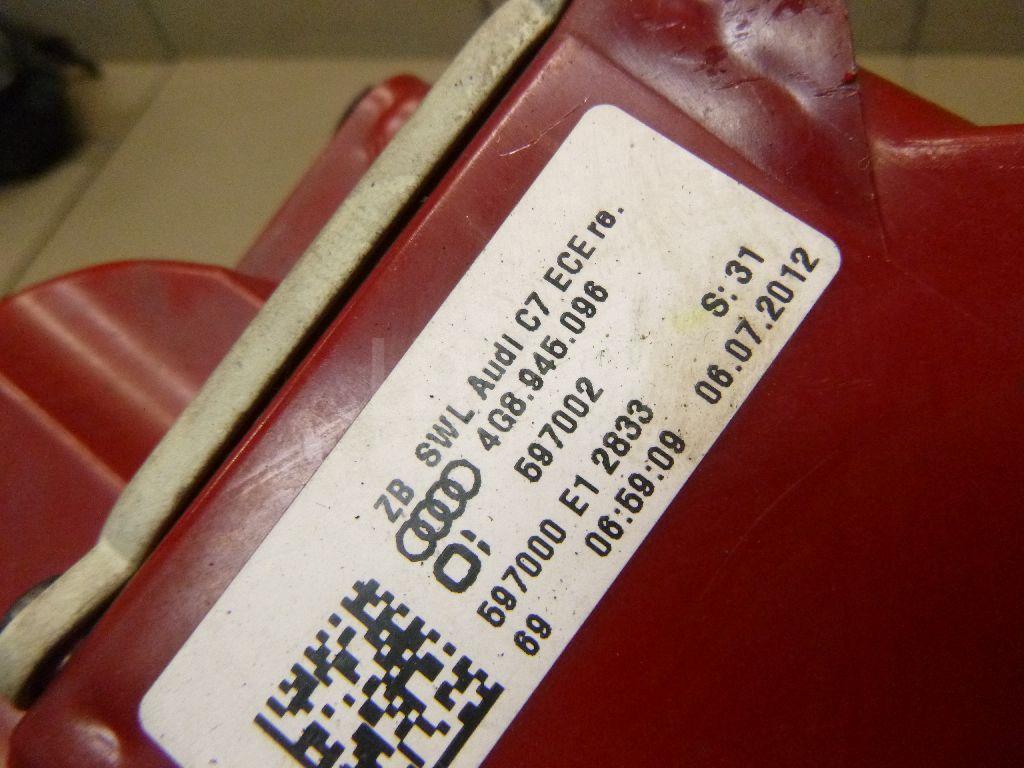 ZB SWL Audi C7 ECE re.
4G8.945.096
597002 S: 31
597000 E1 2833 06.07.2012
69 06:59:09